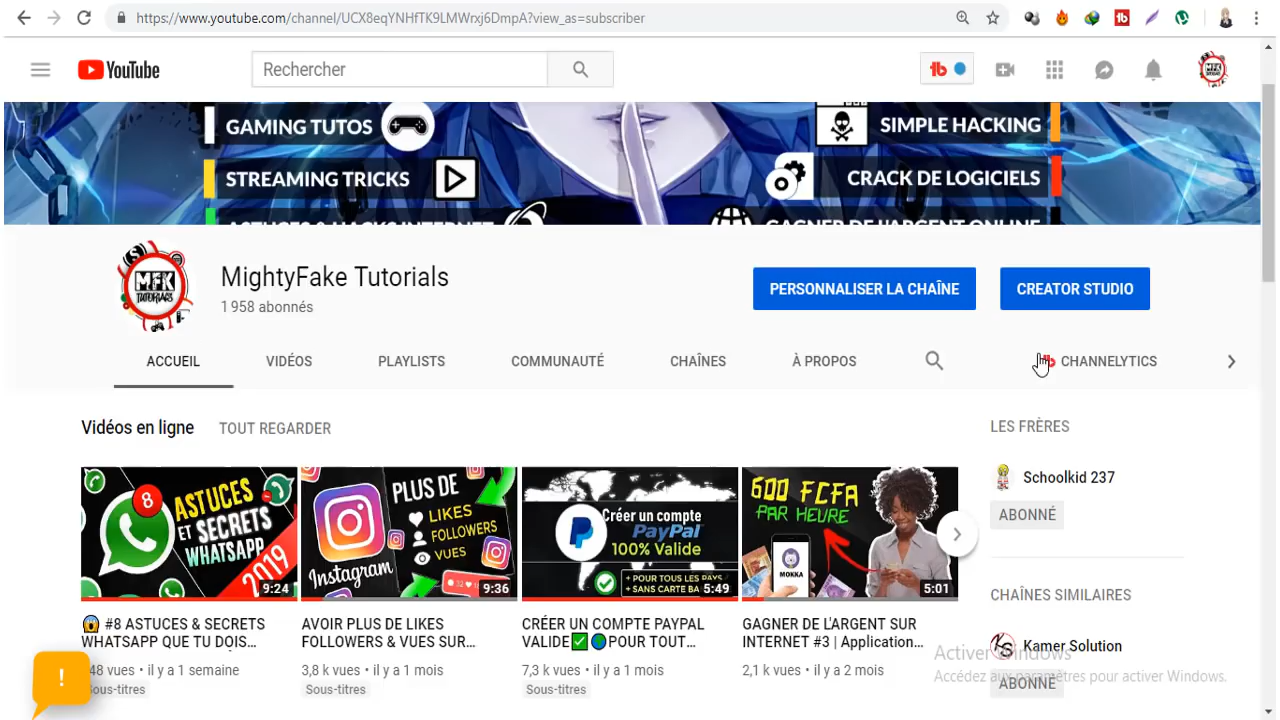 https://www.youtube.com/channel/UCX8eqYNHfTK9LMWrxj6DmpA?view_as=subscriber
YouTube
Rechercher
GAMING TUTOS
SIMPLE HACKING
STREAMING TRICKS
CRACK DE LOGICIELS
MFK
TUTORIALS
MightyFake Tutorials
1 958 abonnés
PERSONNALISER LA CHAÎNE
CREATOR STUDIO
ACCUEIL
VIDÉOS
PLAYLISTS
COMMUNAUTÉ
CHAÎNES
À PROPOS
CHANNELYTICS
Vidéos en ligne
TOUT REGARDER
LES FRÈRES
Schoolkid 237
ABONNÉ
8
ASTUCES
ET SECRETS
WHATSAPP
2019
9:24
PLUS DE
LIKES
FOLLOWERS
VUES
Instagram
9:36
Créer un compte
PayPal
100% Valide
+ POUR TOUS LES PAYS
+ SANS CARTE BA
5:49
600 FCFA
PAR HEURE
MOKKA
5:01
#8 ASTUCES & SECRETS
WHATSAPP QUE TU DOIS…
48 vues • il y a 1 semaine
Sous-titres
AVOIR PLUS DE LIKES
FOLLOWERS & VUES SUR…
3,8 k vues • il y a 1 mois
Sous-titres
CRÉER UN COMPTE PAYPAL
VALIDE✅ 🌍POUR TOUT…
7,3 k vues • il y a 1 mois
Sous-titres
GAGNER DE L'ARGENT SUR
INTERNET #3 | Application…
2,1 k vues • il y a 2 mois
CHAÎNES SIMILAIRES
Kamer Solution
ABONNÉ
Activer Windows
Accédez aux paramètres pour activer Windows.